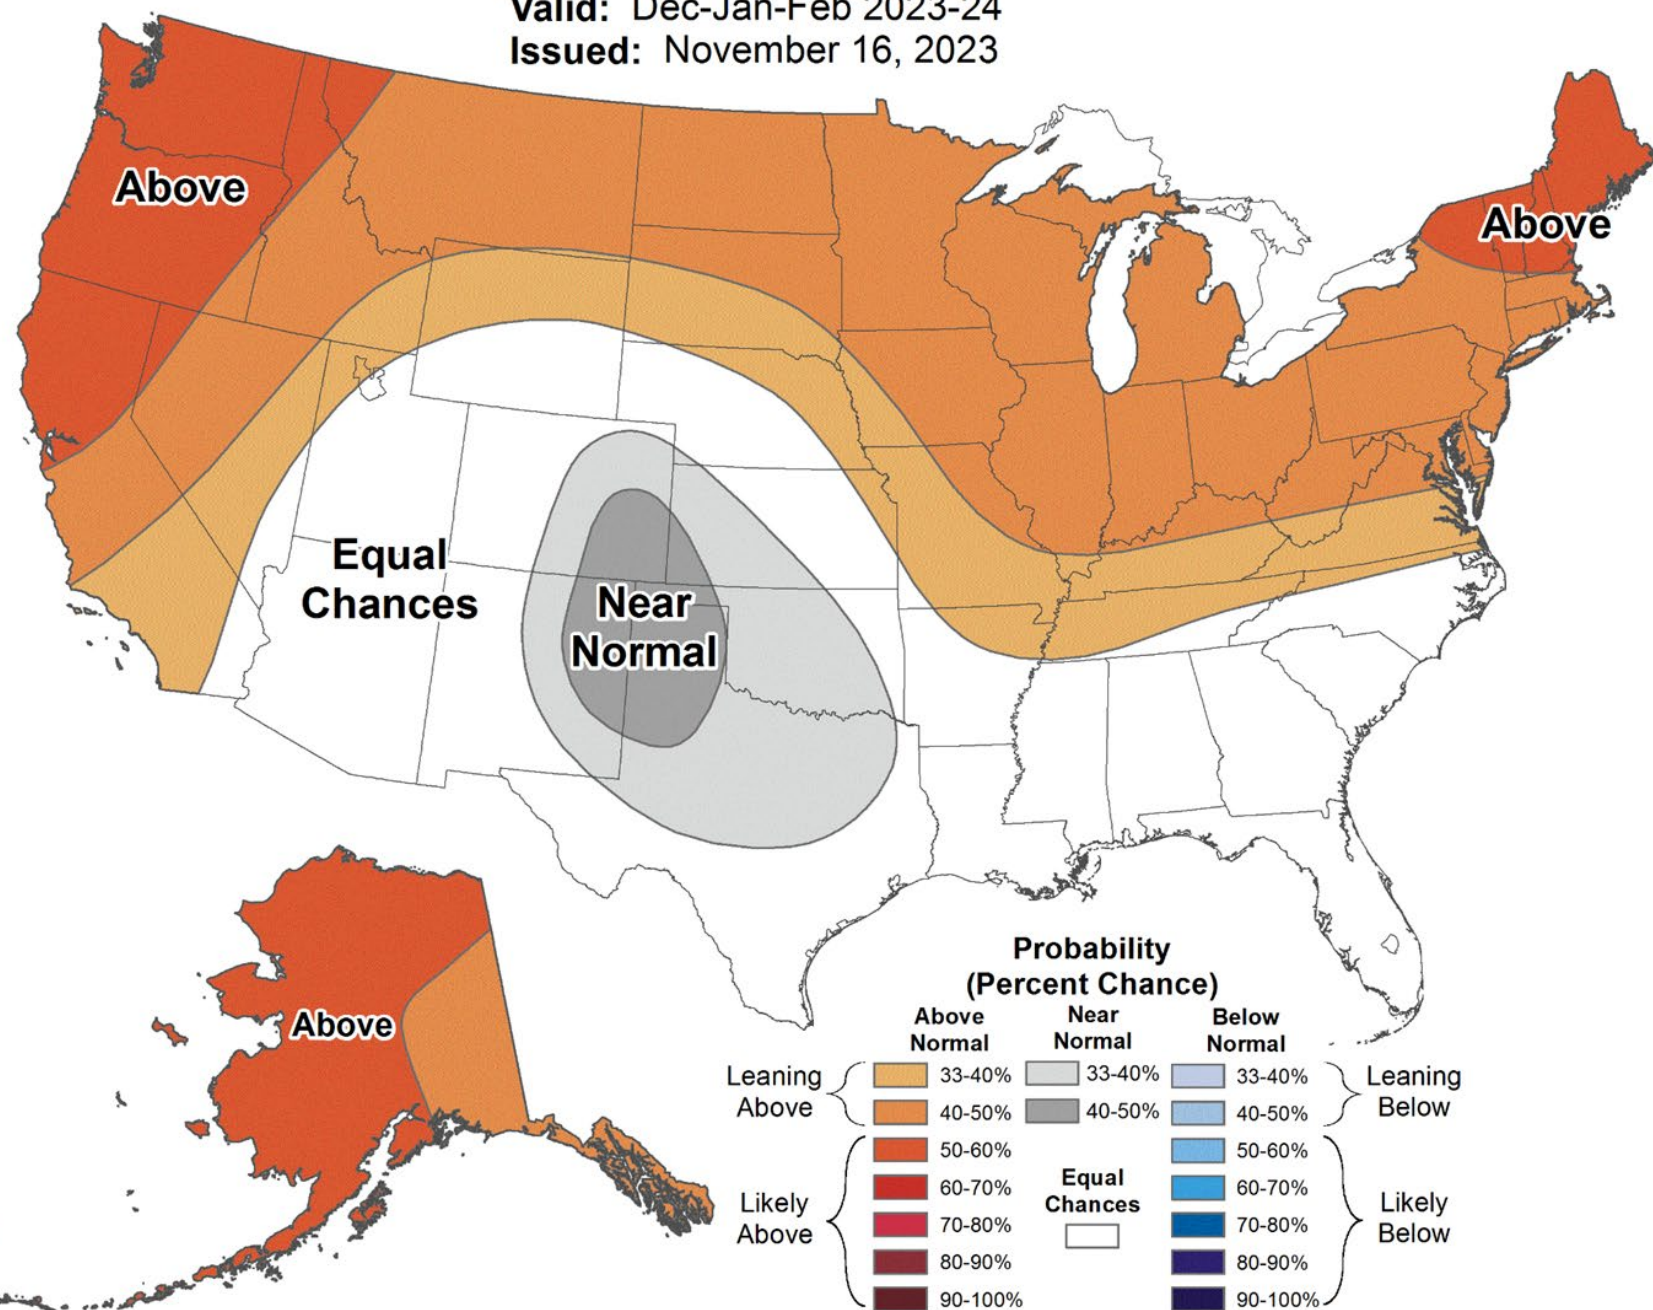 Valid: Dec-Jan-Feb 2023-24
Issued: November 16, 2023
Above
Above
Equal
Chances
Near
Normal
Above
Probability
(Percent Chance)
Above
Normal
Near
Normal
Below
Normal
Leaning
Above
33-40%
40-50%
33-40%
40-50%
33-40%
40-50%
Leaning
Below
Likely
Above
50-60%
60-70%
70-80%
80-90%
90-100%
Equal
Chances
50-60%
60-70%
70-80%
80-90%
90-100%
Likely
Below